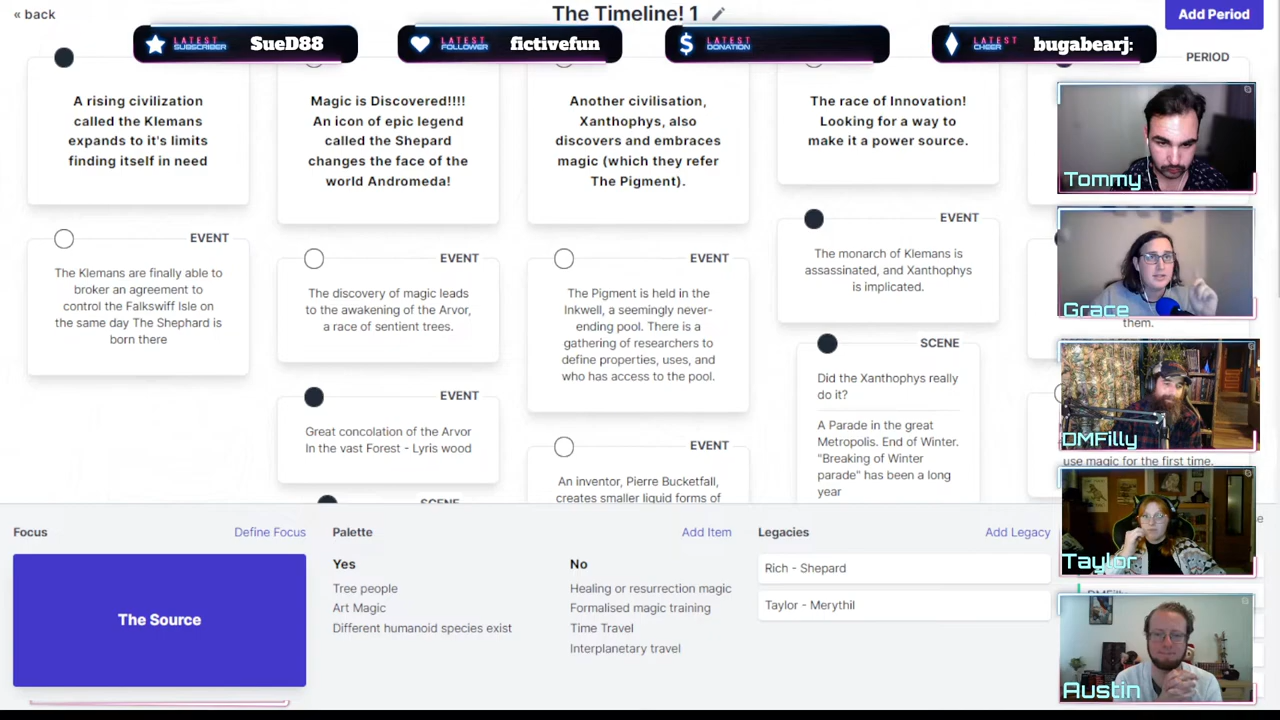 « back
The Timeline! 1
Add Period
LATEST
SUBSCRIBER
SueD88
LATEST
FOLLOWER
fictivefun
LATEST
DONATION
LATEST
CHEER
bugabearj:
PERIOD
A rising civilization
called the Klemans
expands to it's limits
finding itself in need
EVENT
The Klemans are finally able to
broker an agreement to
control the Falkswiff Isle on
the same day The Shephard is
born there
Magic is Discovered!!!!
An icon of epic legend
called the Shepard
changes the face of the
world Andromeda!
EVENT
The discovery of magic leads
to the awakening of the Arvor,
a race of sentient trees.
EVENT
Great concolation of the Arvor
In the vast Forest - Lyris wood
SCENE
Another civilisation,
Xanthophys, also
discovers and embraces
magic (which they refer
The Pigment).
EVENT
The Pigment is held in the
Inkwell, a seemingly never-
ending pool. There is a
gathering of researchers to
define properties, uses, and
who has access to the pool.
EVENT
An inventor, Pierre Bucketfall,
creates smaller liquid forms of
The race of Innovation!
Looking for a way to
make it a power source.
EVENT
The monarch of Klemans is
assassinated, and Xanthophys
is implicated.
SCENE
Did the Xanthophys really
do it?
A Parade in the great
Metropolis. End of Winter.
"Breaking of Winter
parade" has been a long
year
them.
use magic for the first time.
Tommy
Grace
DMFilly
Taylor
Austin
Focus
Define Focus
The Source
Palette
Add Item
Yes
Tree people
Art Magic
Different humanoid species exist
No
Healing or resurrection magic
Formalised magic training
Time Travel
Interplanetary travel
Legacies
Add Legacy
Rich - Shepard
Taylor - Merythil